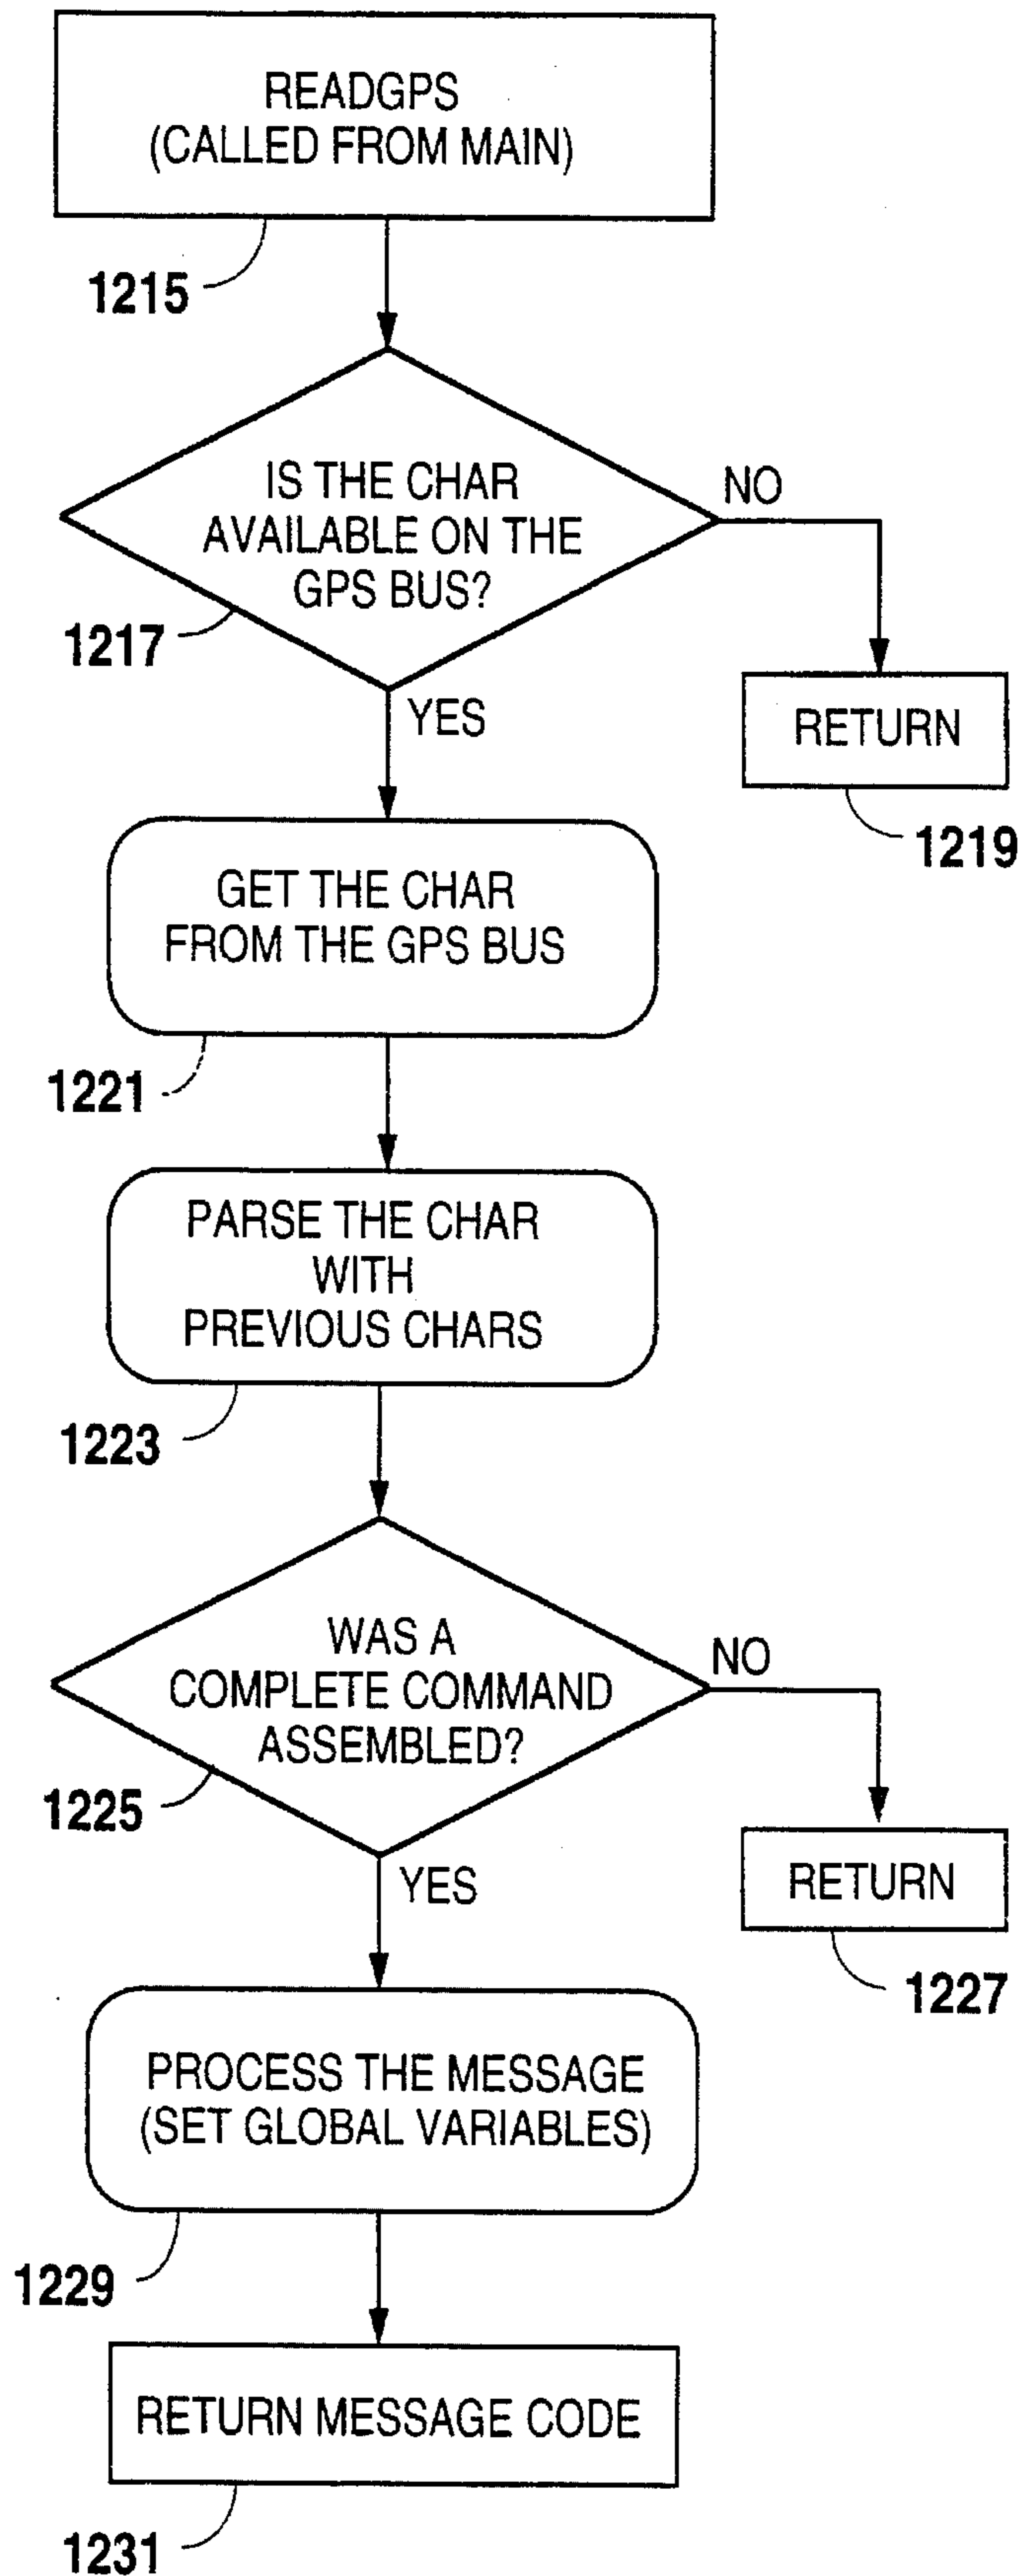 READGPS
(CALLED FROM MAIN)
1215
IS THE CHAR
AVAILABLE ON THE
GPS BUS?
NO
1217
YES
RETURN
1219
GET THE CHAR
FROM THE GPS BUS
1221
PARSE THE CHAR
WITH
PREVIOUS CHARS
1223
WAS A
COMPLETE COMMAND
ASSEMBLED?
NO
1225
YES
RETURN
1227
PROCESS THE MESSAGE
(SET GLOBAL VARIABLES)
1229
RETURN MESSAGE CODE
1231